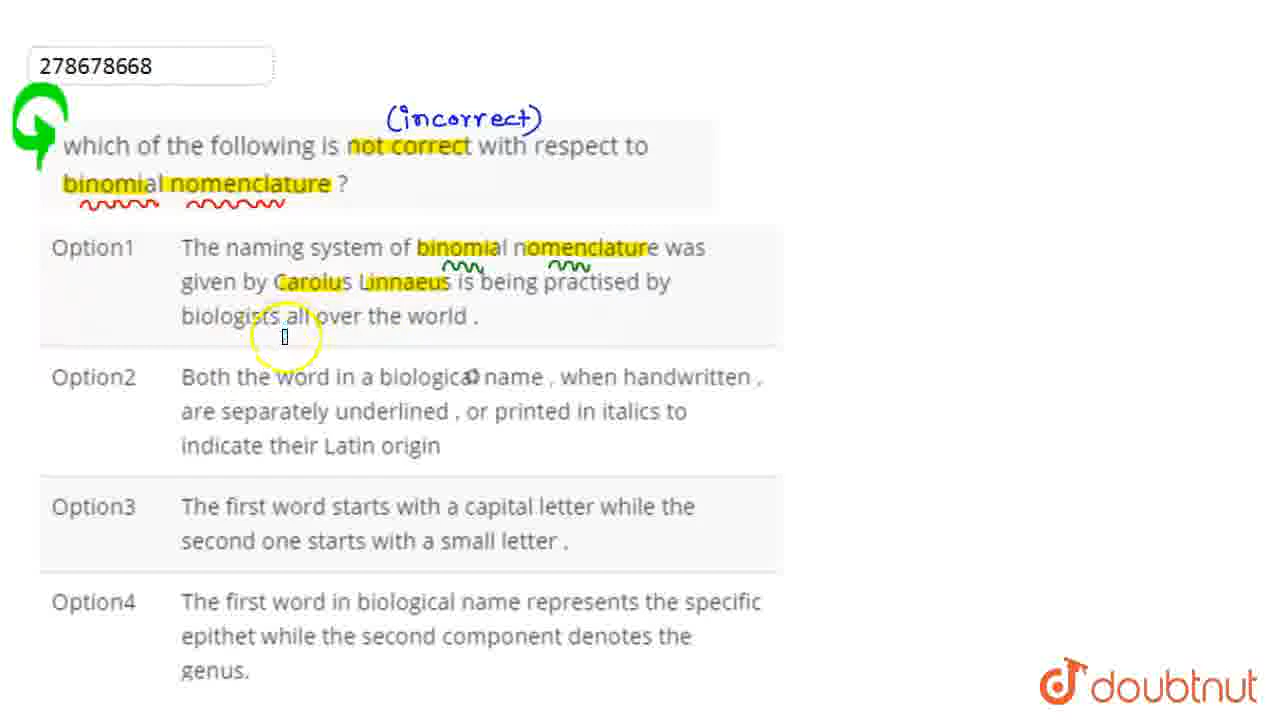 278678668
(incorrect)
which of the following is not correct with respect to
binomial nomenclature ?
Option1 The naming system of binomial nomenclature was
given by Carolus Linnaeus is being practised by
biologists all over the world .
Option2 Both the word in a biological name , when handwritten ,
are separately underlined , or printed in italics to
indicate their Latin origin
Option3 The first word starts with a capital letter while the
second one starts with a small letter .
Option4 The first word in biological name represents the specific
epithet while the second component denotes the
genus.
doubtnut